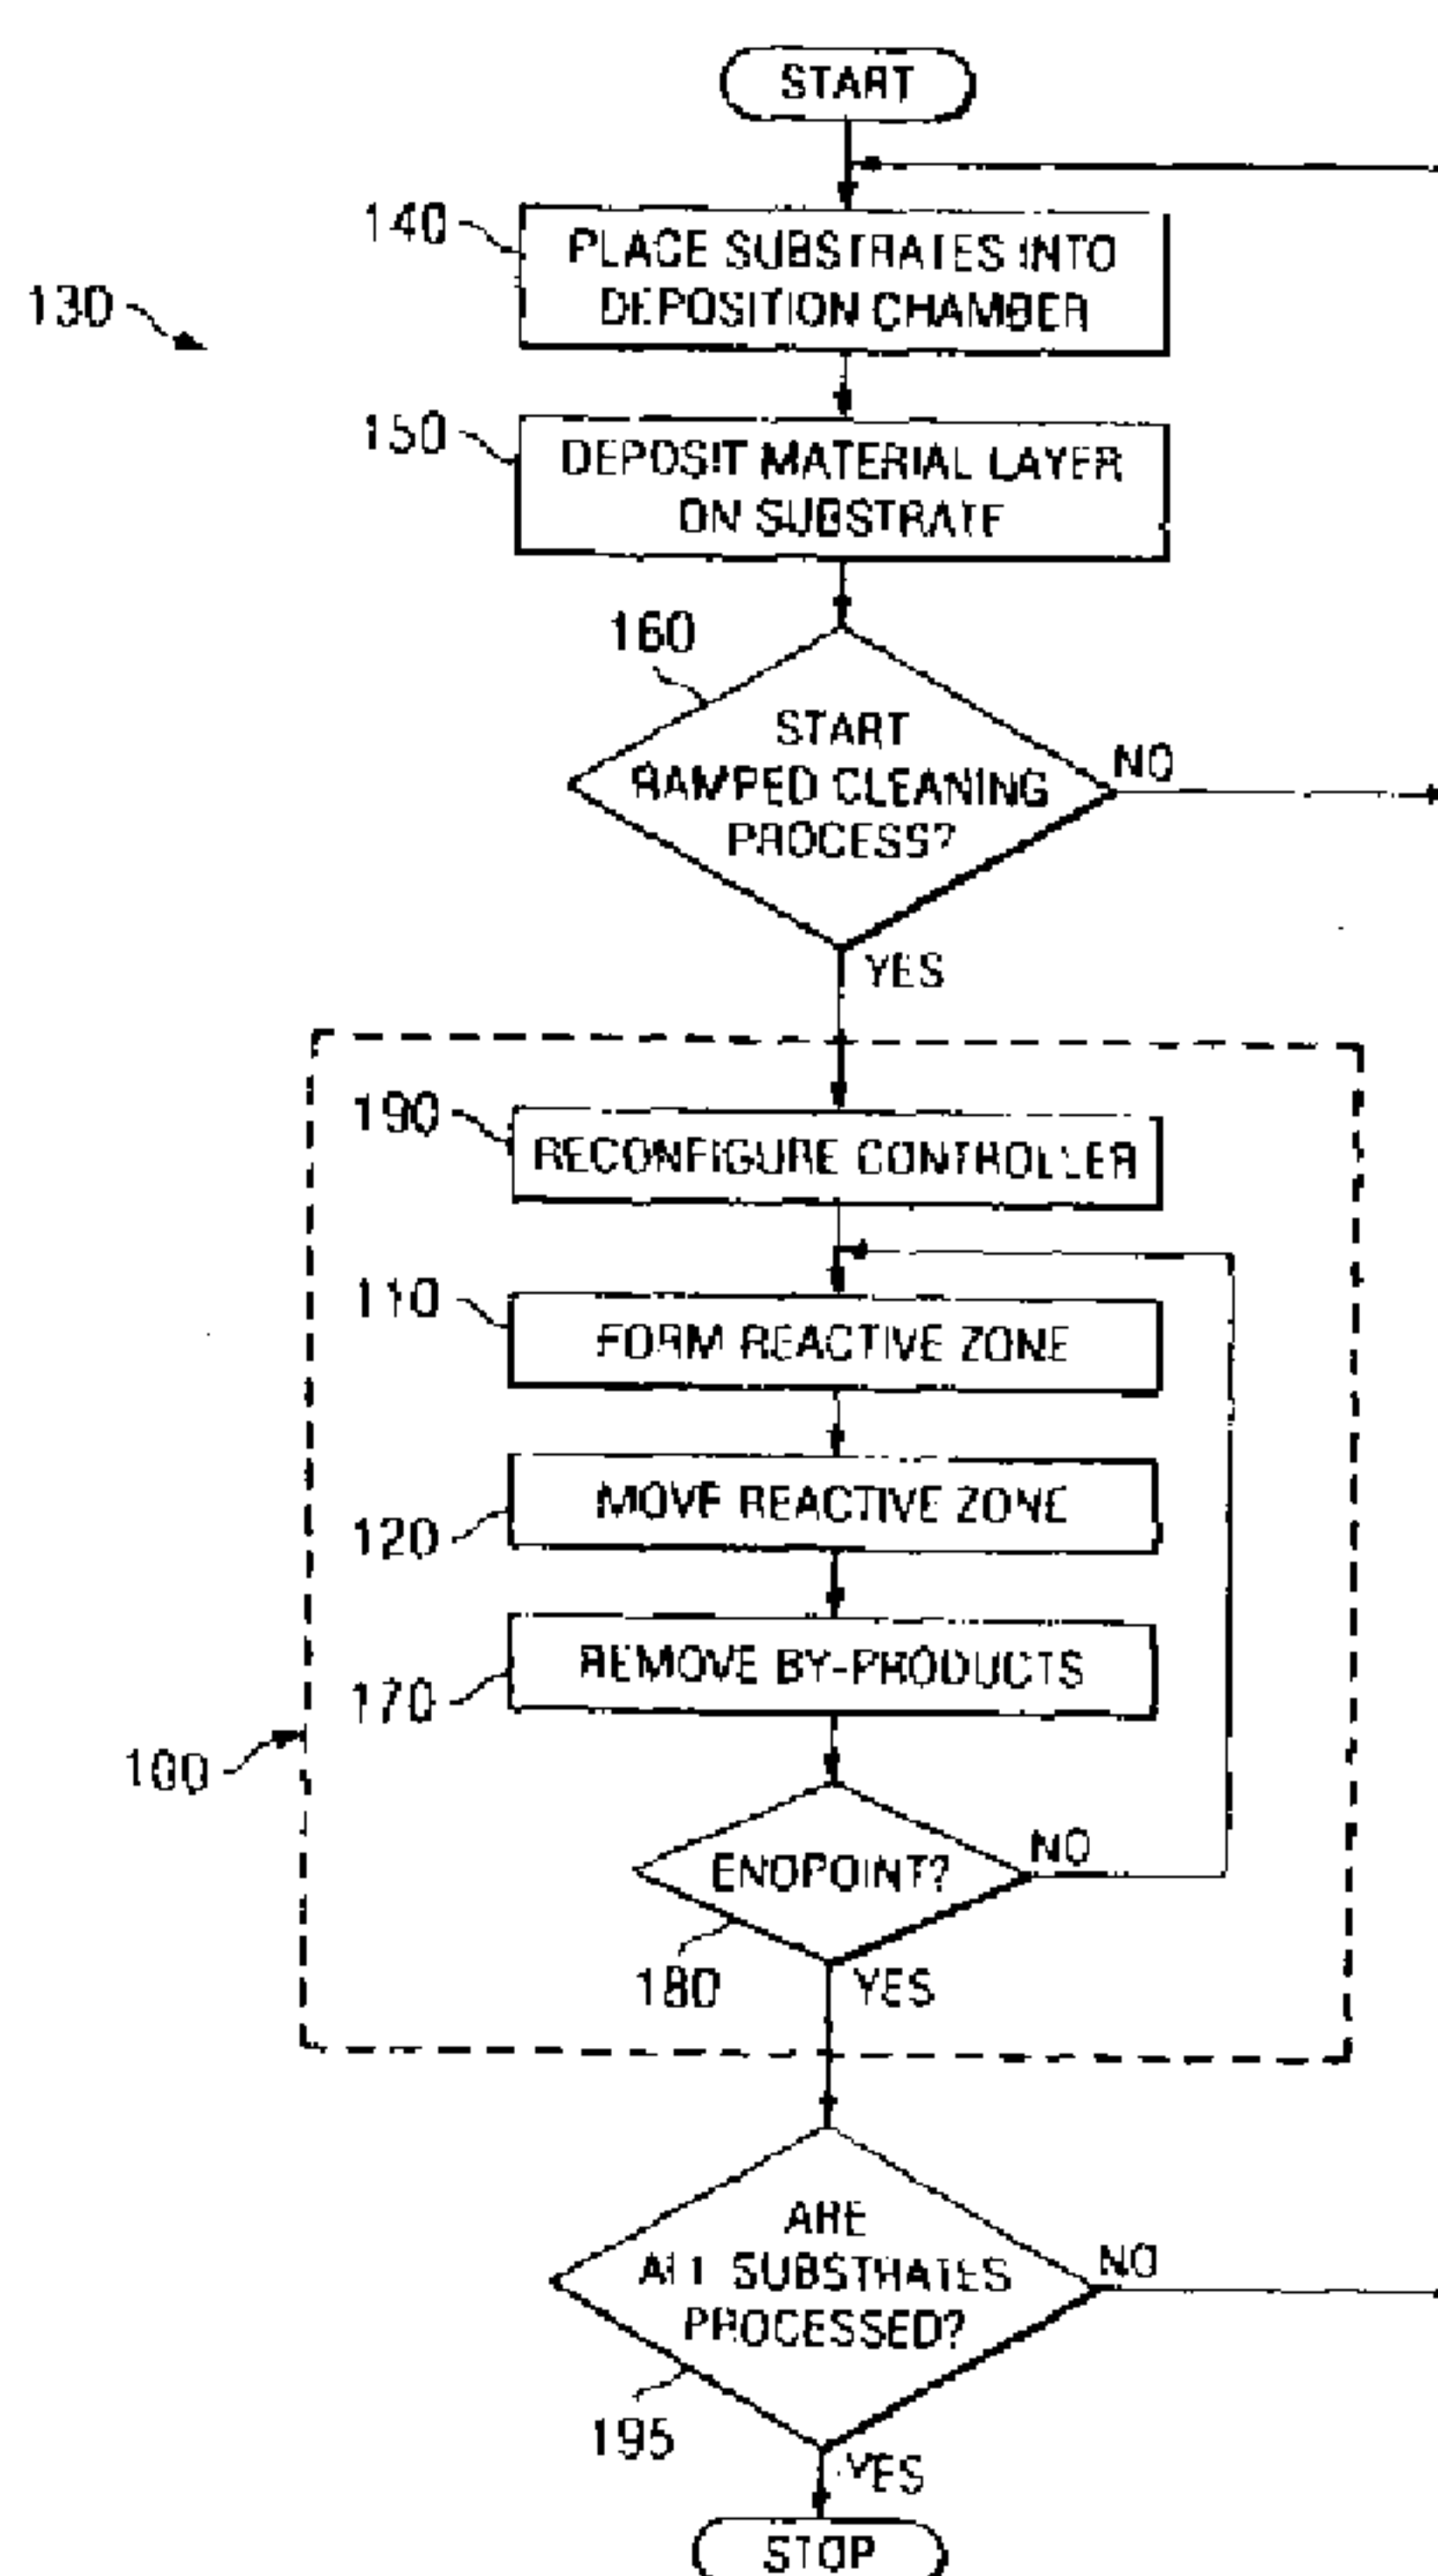 START
140
PLACE SUBSTRATES INTO
DEPOSITION CHAMBER
130
150
DEPOSIT MATERIAL LAYER
ON SUBSTRATE
160
START
RAMPED CLEANING
PROCESS?
NO
YES
190
RECONFIGURE CONTROLLER
110
FORM REACTIVE ZONE
120
MOVE REACTIVE ZONE
170
REMOVE BY-PRODUCTS
100
ENDPOINT?
NO
180
YES
ARE
ALL SUBSTRATES
PROCESSED?
NO
195
YES
STOP